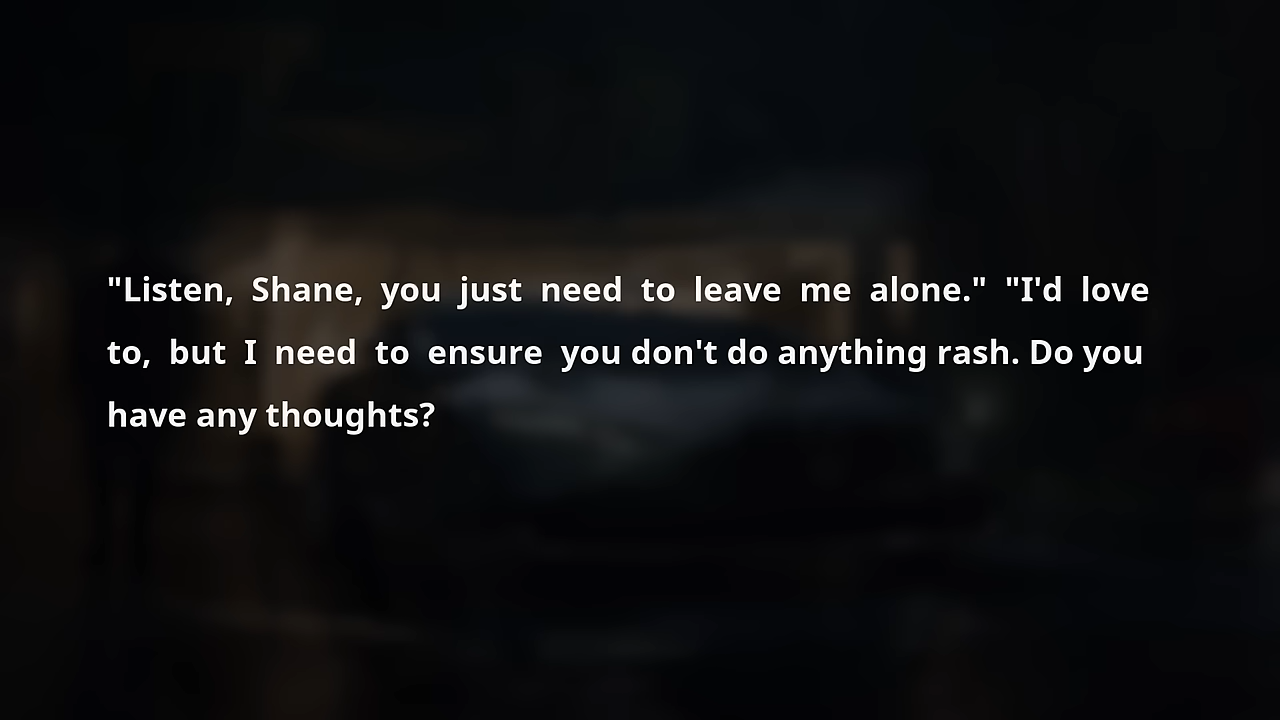 "Listen, Shane, you just need to leave me alone." "I'd love
to, but I need to ensure you don't do anything rash. Do you
have any thoughts?